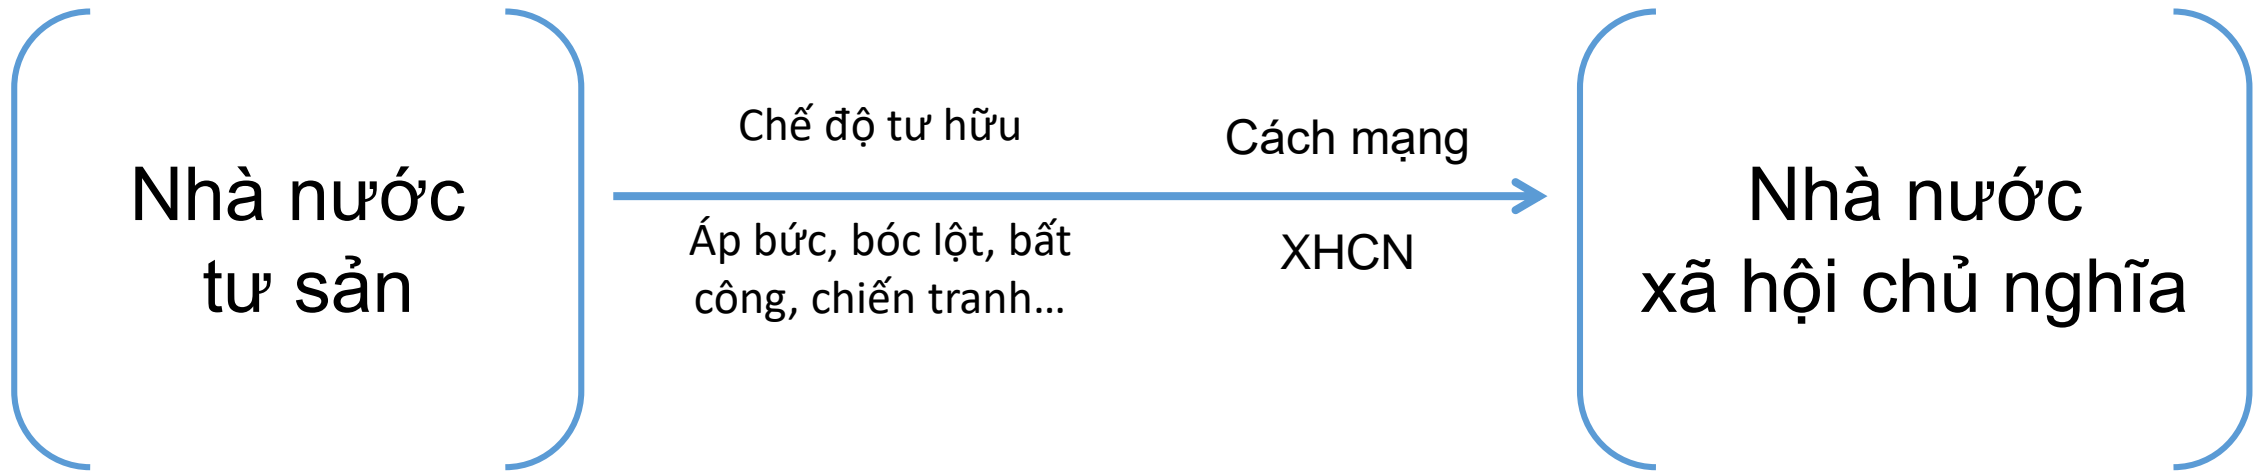 Nhà nước
tư sản
Chế độ tư hữu
Áp bức, bóc lột, bất
công, chiến tranh...
Cách mạng
XHCN
Nhà nước
xã hội chủ nghĩa